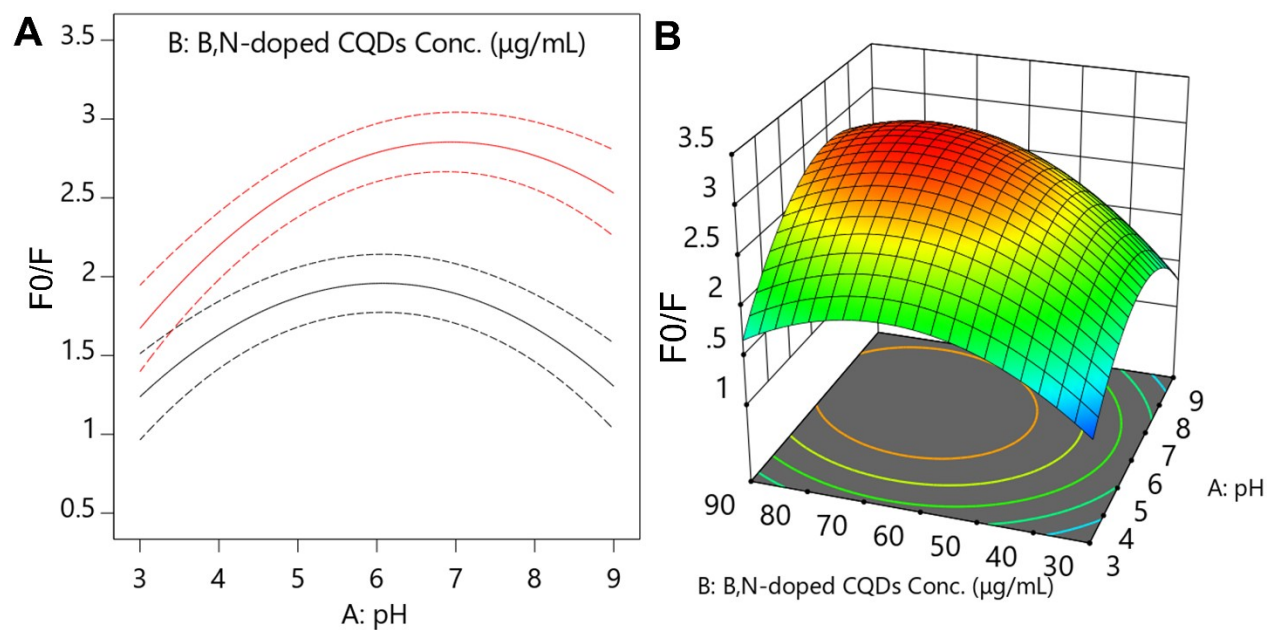 A
B: B,N-doped CQDs Conc. (µg/mL)
3.5
3
2.5
2
1.5
1
0.5
F0/F
3 4 5 6 7 8 9
A: pH
B
3.5
3
2.5
2
.5
1
F0/F
90 80 70 60 50 40 30
B: B,N-doped CQDs Conc. (µg/mL)
9
8
7
6
5
4
3
A: pH